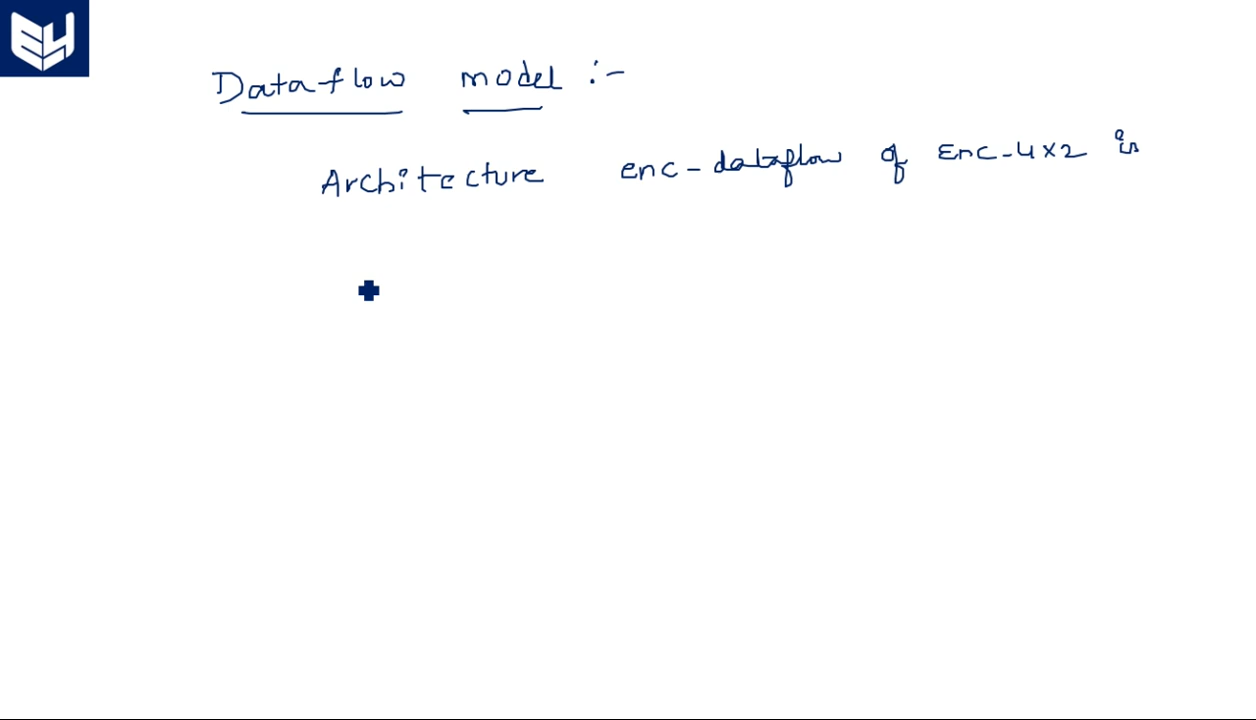 Dataflow model :-
Architecture enc-dataflow of Enc-4x2 is